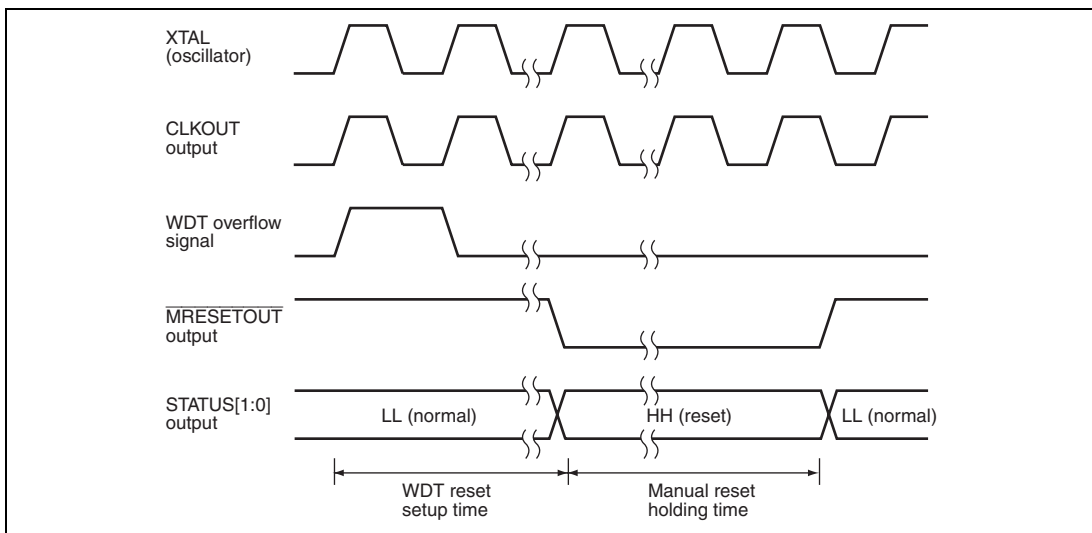 XTAL
(oscillator)
CLKOUT
output
WDT overflow
signal
MRESETOUT
output
STATUS[1:0]
output
LL (normal)
HH (reset)
LL (normal)
WDT reset
setup time
Manual reset
holding time